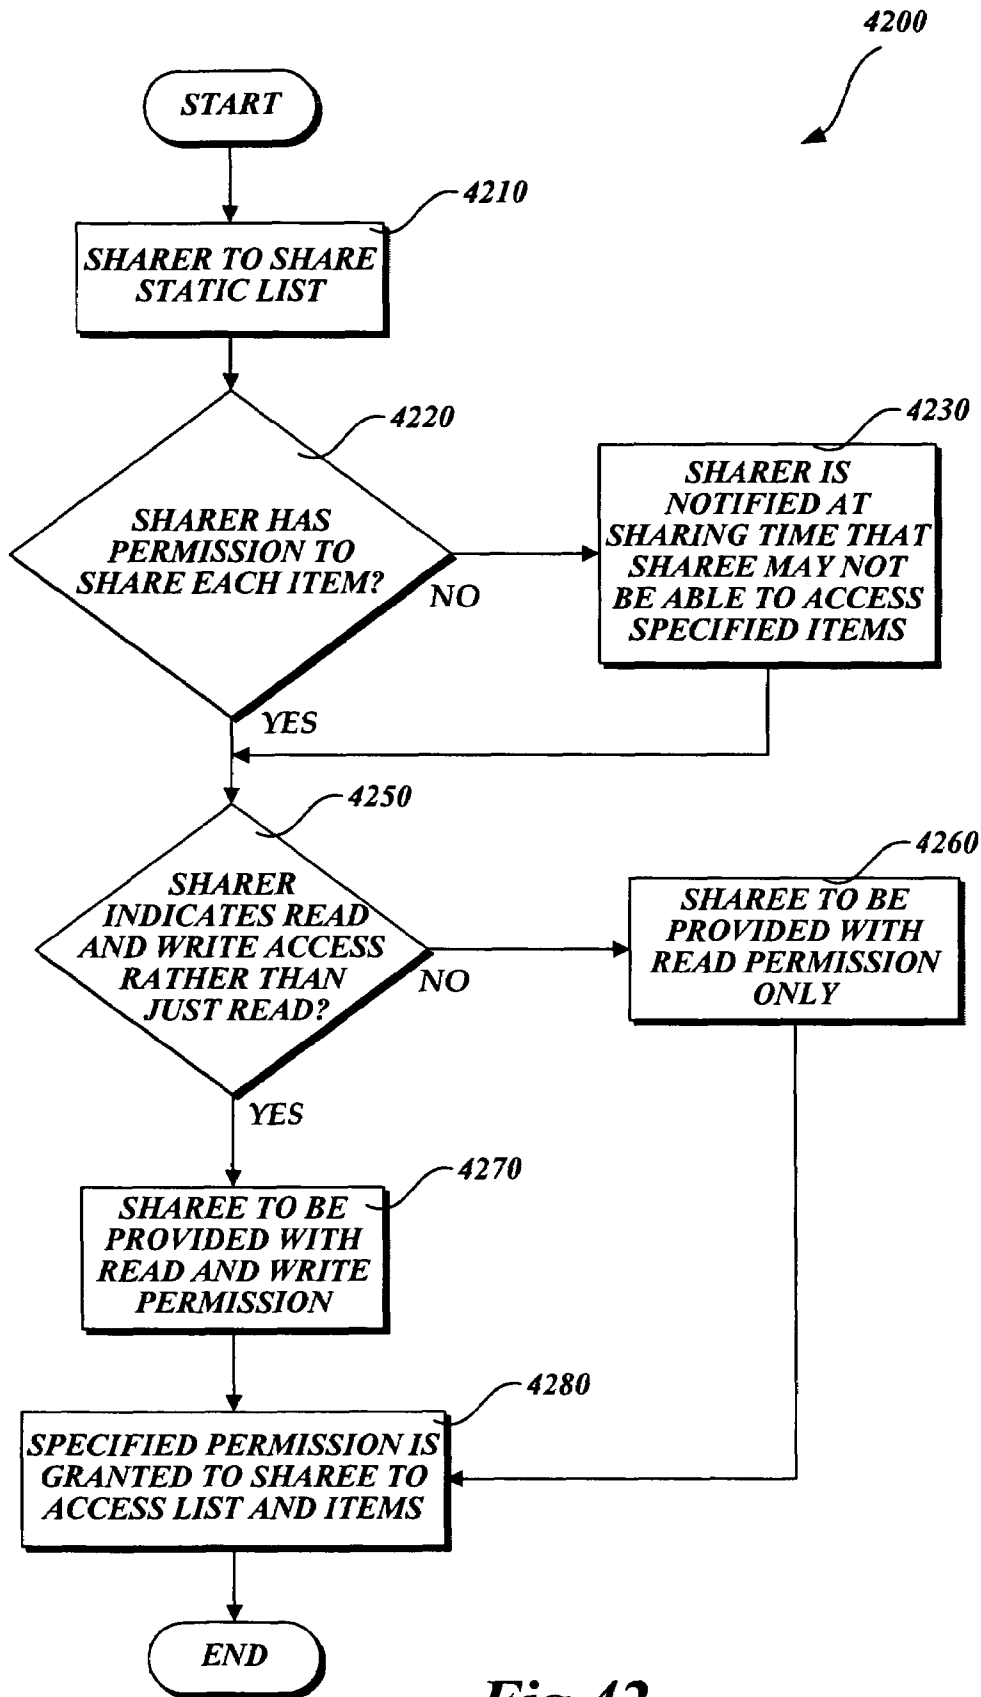 4200
START
4210
SHARER TO SHARE
STATIC LIST
4220
SHARER HAS
PERMISSION TO
SHARE EACH ITEM?
NO
YES
4230
SHARER IS
NOTIFIED AT
SHARING TIME THAT
SHAREE MAY NOT
BE ABLE TO ACCESS
SPECIFIED ITEMS
4250
SHARER
INDICATES READ
AND WRITE ACCESS
RATHER THAN
JUST READ?
NO
YES
4260
SHAREE TO BE
PROVIDED WITH
READ PERMISSION
ONLY
4270
SHAREE TO BE
PROVIDED WITH
READ AND WRITE
PERMISSION
4280
SPECIFIED PERMISSION IS
GRANTED TO SHAREE TO
ACCESS LIST AND ITEMS
END
Fig.42